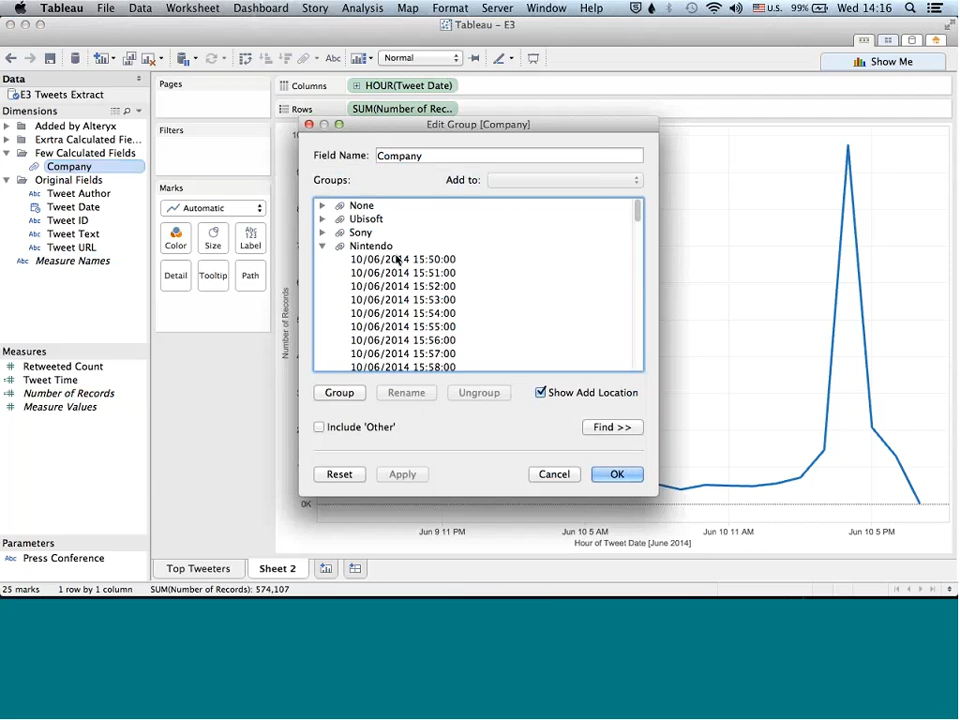 Tableau File Data Worksheet Dashboard Story Analysis Map Format Server Window Help U.S. 99% Wed 14:16
Tableau - E3
Abc Normal Show Me
Data
E3 Tweets Extract
Dimensions
Added by Alteryx
Exrtra Calculated Fie...
Few Calculated Fields
Company
Original Fields
Abc Tweet Author
Tweet Date
Abc Tweet ID
Abc Tweet Text
Abc Tweet URL
Abc Measure Names
Measures
Retweeted Count
Tweet Time
Number of Records
Measure Values
Parameters
Abc Press Conference
Pages
Filters
Marks
Automatic
Color Size Abc Label
Detail Tooltip Path
Columns HOUR(Tweet Date)
Rows SUM(Number of Rec..
Edit Group [Company]
Field Name: Company
Groups: Add to:
None
Ubisoft
Sony
Nintendo
10/06/2014 15:50:00
10/06/2014 15:51:00
10/06/2014 15:52:00
10/06/2014 15:53:00
10/06/2014 15:54:00
10/06/2014 15:55:00
10/06/2014 15:56:00
10/06/2014 15:57:00
10/06/2014 15:58:00
Group Rename Ungroup Show Add Location
Include 'Other' Find >>
Reset Apply Cancel OK
Number of Records
0K
Jun 9 11 PM Jun 10 5 AM Jun 10 11 AM Jun 10 5 PM
Hour of Tweet Date [June 2014]
Top Tweeters Sheet 2
25 marks 1 row by 1 column SUM(Number of Records): 574,107